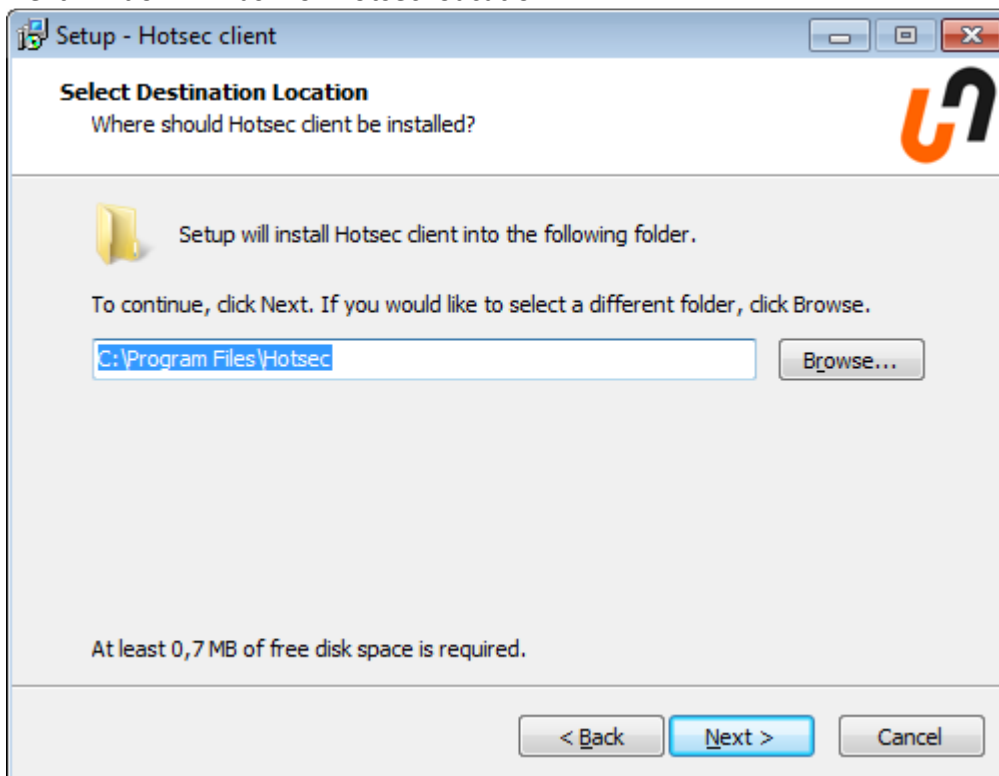 Setup - Hotsec client
Select Destination Location
Where should Hotsec client be installed?
Setup will install Hotsec client into the following folder.
To continue, click Next. If you would like to select a different folder, click Browse.
C:\Program Files\Hotsec
Browse...
At least 0,7 MB of free disk space is required.
< Back
Next >
Cancel